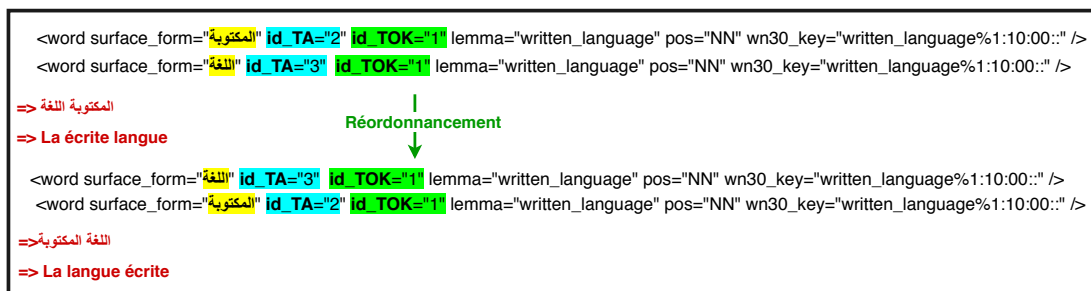 <word surface_form="المكتوبة" id_TA="2" id_TOK="1" lemma="written_language" pos="NN" wn30_key="written_language%1:10:00::" />
<word surface_form="اللغة" id_TA="3" id_TOK="1" lemma="written_language" pos="NN" wn30_key="written_language%1:10:00::" />
=> المكتوبة اللغة
Réordonnancement
=> La écrite langue
<word surface_form="اللغة" id_TA="3" id_TOK="1" lemma="written_language" pos="NN" wn30_key="written_language%1:10:00::" />
<word surface_form="المكتوبة" id_TA="2" id_TOK="1" lemma="written_language" pos="NN" wn30_key="written_language%1:10:00::" />
=> اللغة المكتوبة
=> La langue écrite